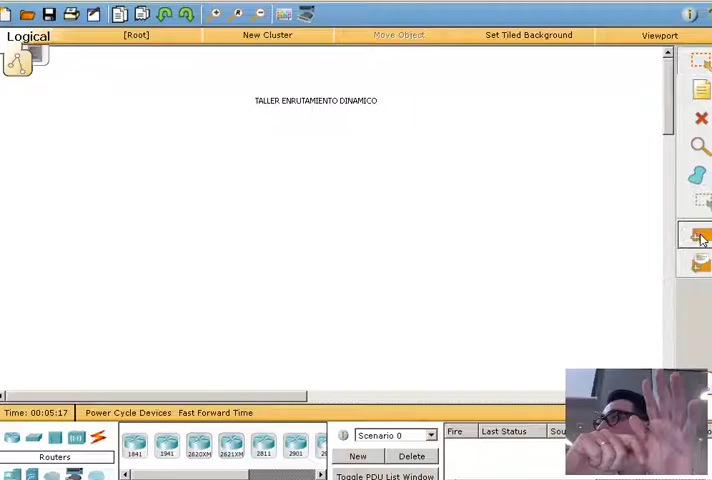 Logical
[Root]
New Cluster
Move Object
Set Tiled Background
Viewport
TALLER ENRUTAMIENTO DINAMICO
Time: 00:05:17
Power Cycle Devices
Fast Forward Time
Scenario 0
Fire
Last Status
New
Delete
Toggle PDU List Window
Routers
1841
1941
2620XM
2621XM
2811
2901